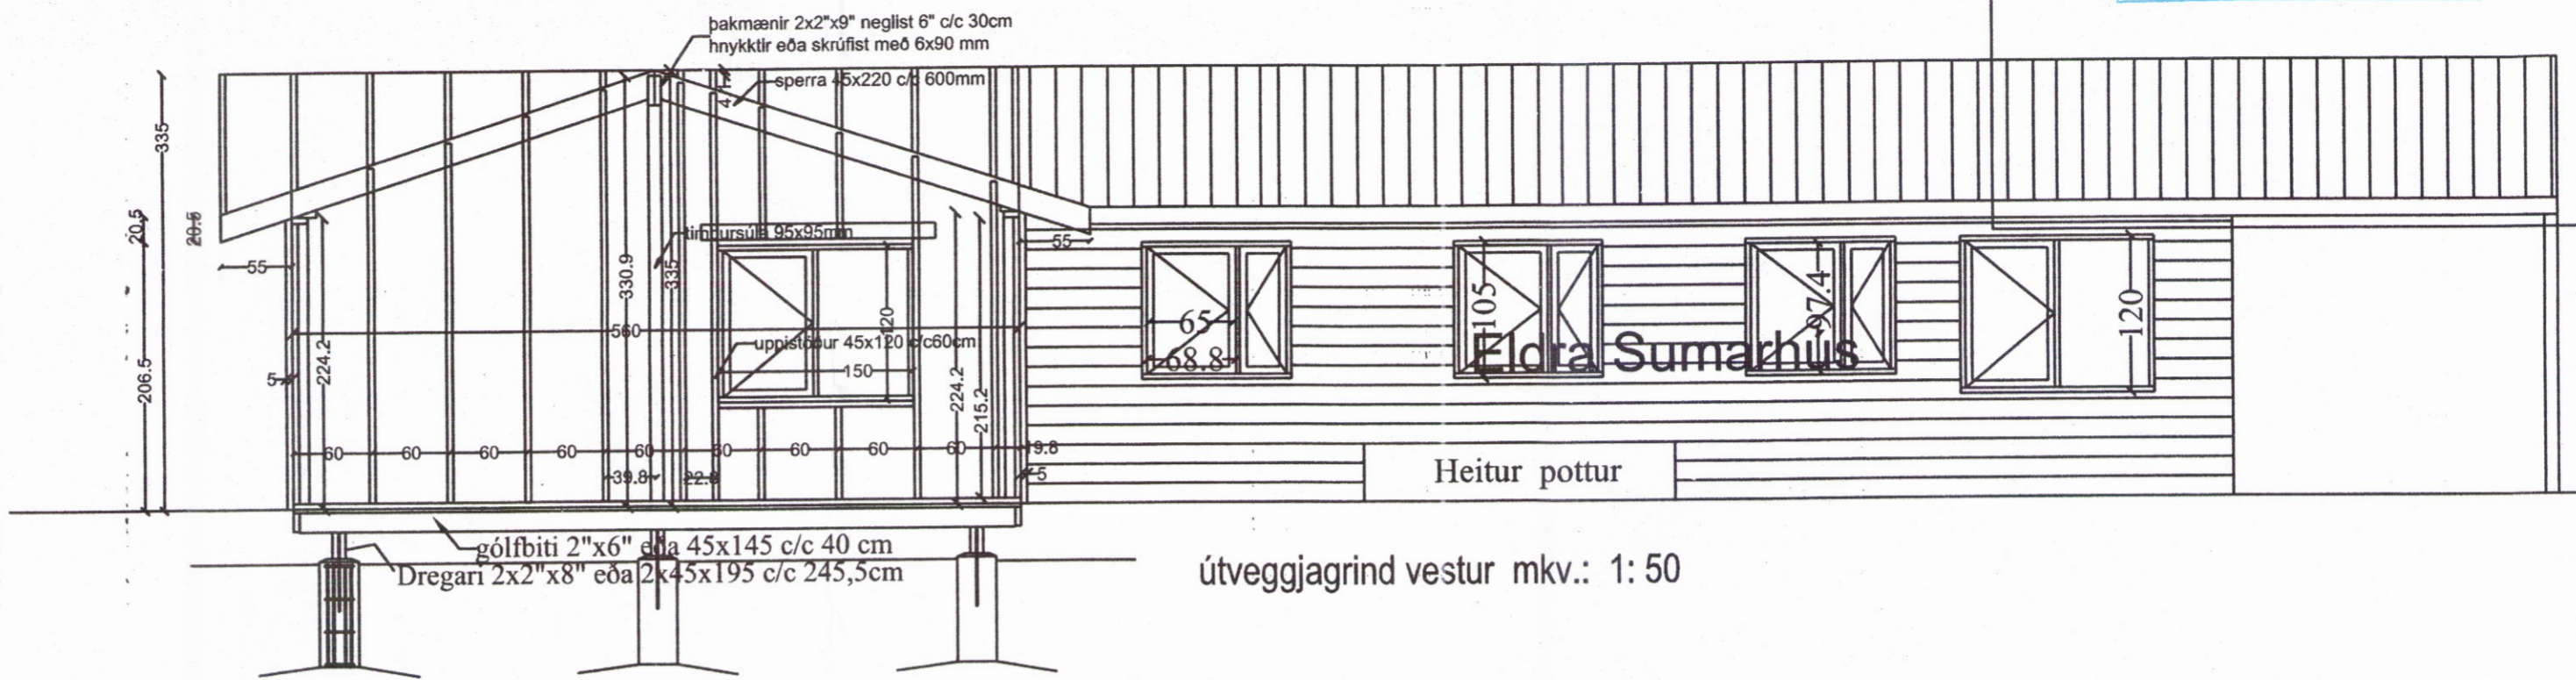 þakmænir 2x2"x9" neglist 6" c/c 30cm
hnykktir eða skrúfist með 6x90 mm
sperra 45x220 c/c 600mm
335
20.5
20.5
206.5
55
5
224.2
560
330.9
335
timbursúla 95x95mm
120
uppistöður 45x120 c/c60cm
150
224.2
215.2
55
60 60 60 60 60 60 60 60 60 19.8
39.8 22.8
5
65
68.8
105
97.4
120
Eldra Sumarhús
Heitur pottur
gólfbiti 2"x6" eða 45x145 c/c 40 cm
Dregari 2x2"x8" eða 2x45x195 c/c 245,5cm
útveggjagrind vestur mkv.: 1: 50